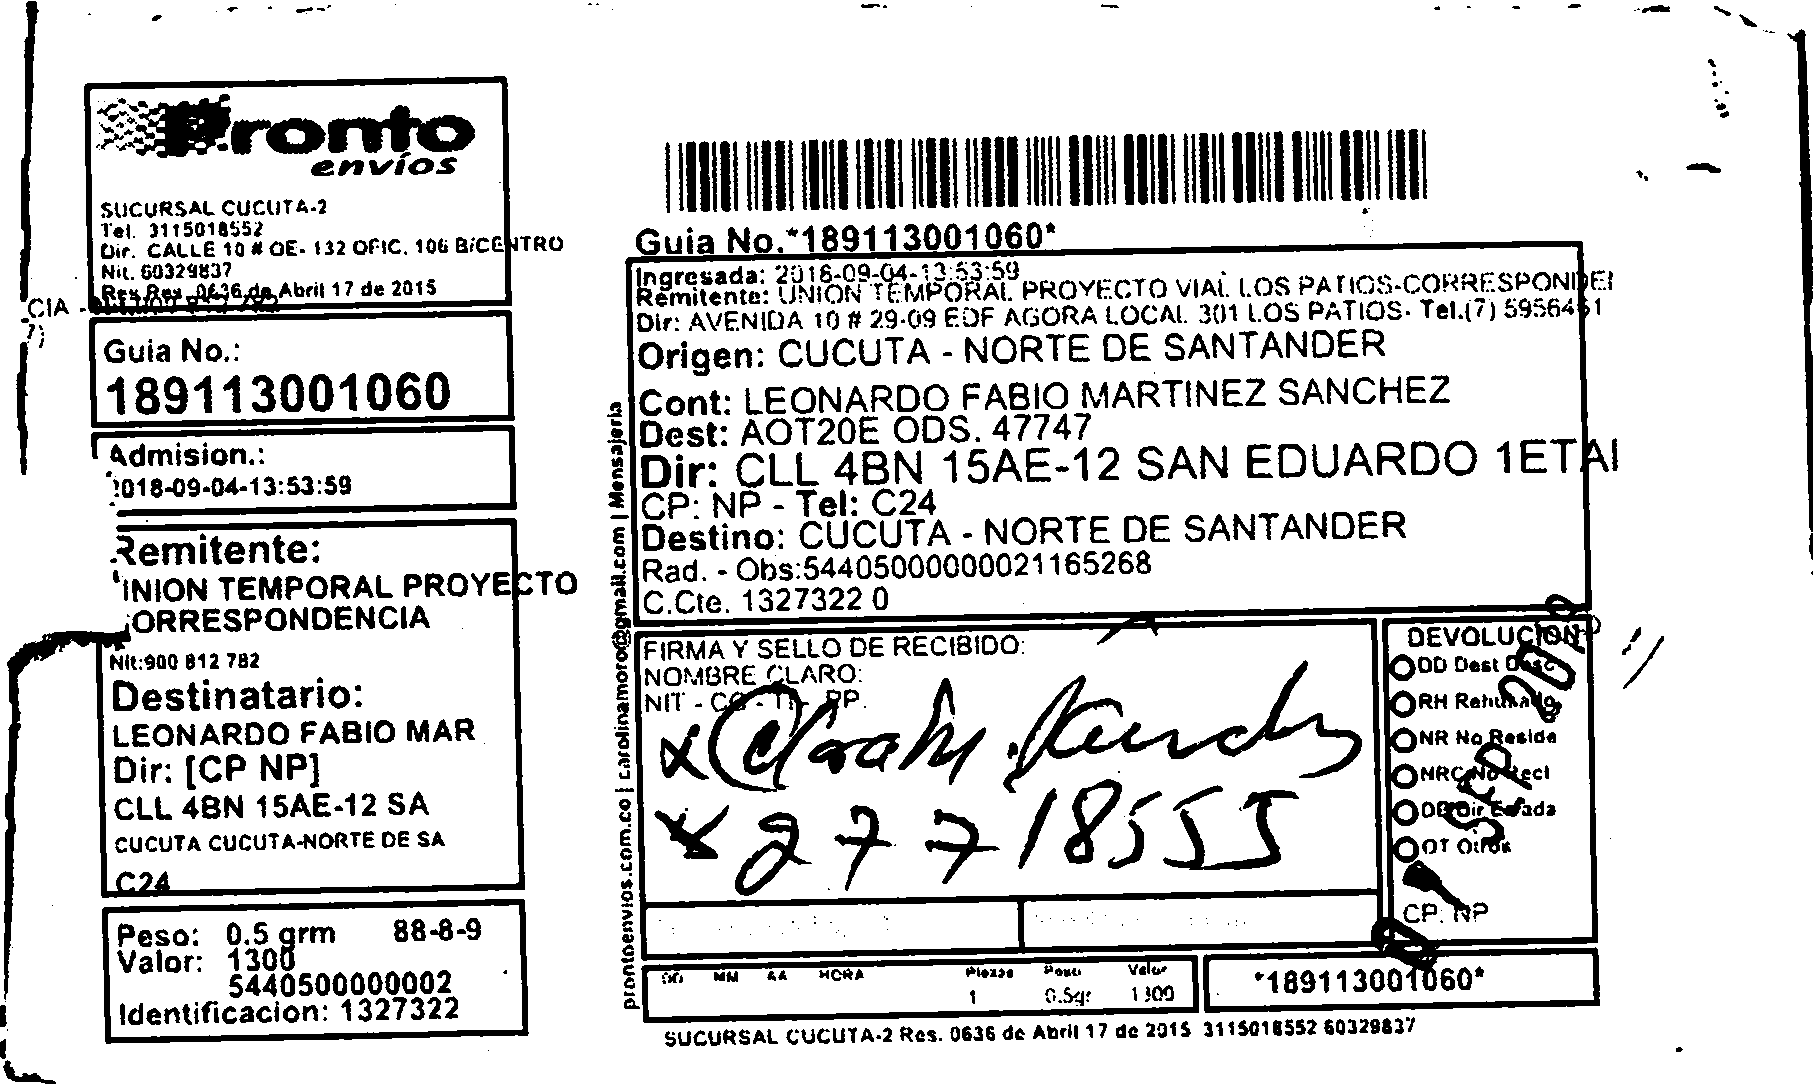 Pronto
envíos
SUCURSAL CUCUTA-2
Tel. 3115018552
Dir. CALLE 10 # OE- 132 OFIC. 106 BICENTRO
Nit. 60329837
Res Rev. 0636 de Abril 17 de 2015
CIA -
7)
Guia No.:
189113001060
Admision.:
2018-09-04-13:53:59
Remitente:
UNION TEMPORAL PROYECTO
CORRESPONDENCIA
Nit:900 812 782
Destinatario:
LEONARDO FABIO MAR
Dir: [CP NP]
CLL 4BN 15AE-12 SA
CUCUTA CUCUTA-NORTE DE SA
C24
Peso: 0.5 grm 88-8-9
Valor: 1300
5440500000002
Identificacion: 1327322
prontoenvios.com.co | carolinamoro@gmail.com | Mensajeria
Guia No.*189113001060*
Ingresada: 2018-09-04-13:53:59
Remitente: UNION TEMPORAL PROYECTO VIAL LOS PATIOS-CORRESPONDEI
Dir: AVENIDA 10 # 29-09 EDF AGORA LOCAL 301 LOS PATIOS- Tel.(7) 5956461
Origen: CUCUTA - NORTE DE SANTANDER
Cont: LEONARDO FABIO MARTINEZ SANCHEZ
Dest: AOT20E ODS. 47747
Dir: CLL 4BN 15AE-12 SAN EDUARDO 1ETAI
CP: NP - Tel: C24
Destino: CUCUTA - NORTE DE SANTANDER
Rad. - Obs:54405000000021165268
C.Cte. 1327322 0
FIRMA Y SELLO DE RECIBIDO:
NOMBRE CLARO:
NIT - CC - TI - PP.
x
x 27718555
DEVOLUCION
DD Dest Desc
RH Rehusado
NR No Reside
NRC No Recl
DE Dir Errada
OT Otros
CP: NP
DD MM AA HORA Piezas Peso Valor
1 0.5gr 1300
*189113001060*
SUCURSAL CUCUTA-2 Res. 0636 de Abril 17 de 2015 3115018552 60329837